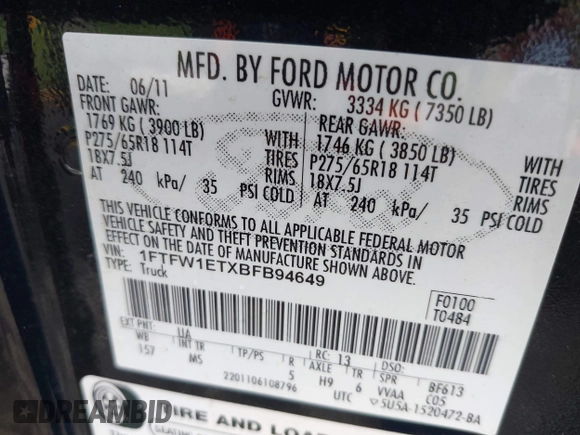 MFD. BY FORD MOTOR CO.
DATE: 06/11 GVWR: 3334 KG ( 7350 LB)
FRONT GAWR: REAR GAWR:
1769 KG ( 3900 LB) WITH 1746 KG ( 3850 LB) WITH
P275/65R18 114T TIRES P275/65R18 114T TIRES
18X7.5J RIMS 18X7.5J RIMS
AT 240 kPa/ 35 PSI COLD AT 240 kPa/ 35 PSI COLD
THIS VEHICLE CONFORMS TO ALL APPLICABLE FEDERAL MOTOR
VEHICLE SAFETY AND THEFT PREVENTION STANDARDS IN
EFFECT ON THE DATE OF MANUFACTURE SHOWN ABOVE.
VIN: 1FTFW1ETXBFB94649
TYPE: Truck
F0100
T0484
EXT PNT: UA RC: 13 DSO:
WB INT TR TP/PS R AXLE TR SPR BF613
157 MS 5 H9 6 VVAA C05
2201106108796 UTC 5U5A-1520472-BA
TIRE AND LOA
DREAMBID